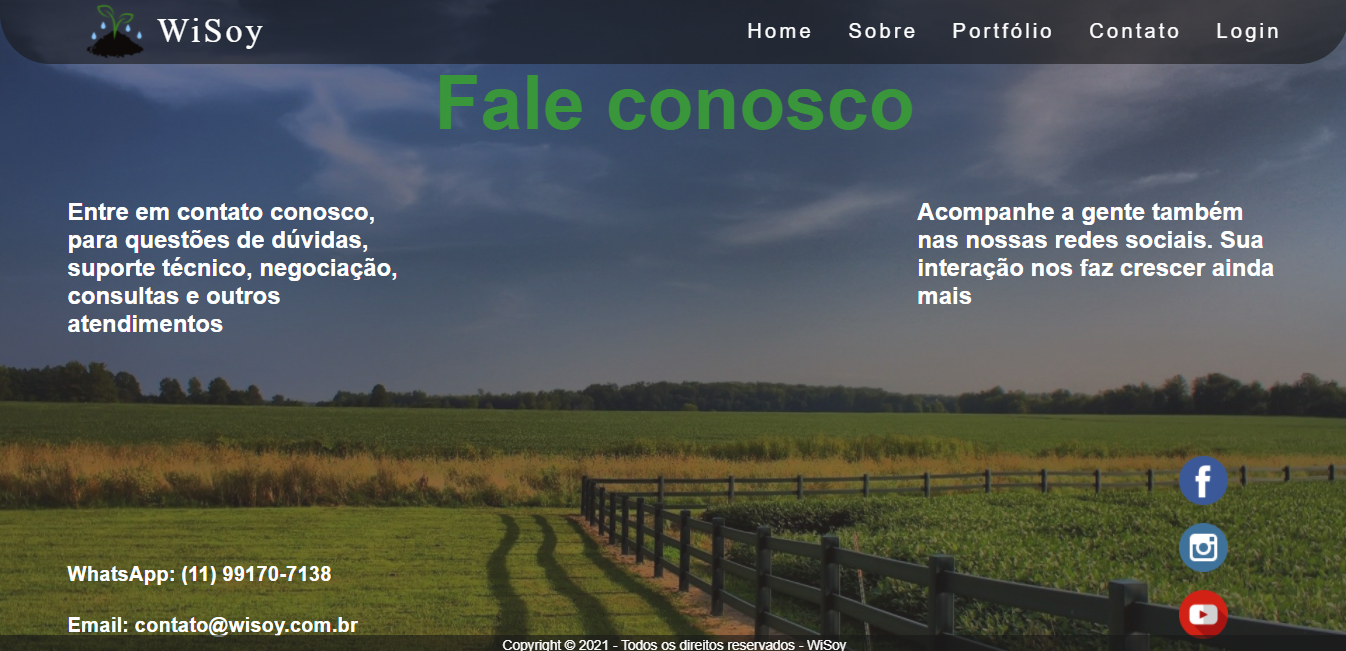 WiSoy
Home Sobre Portfólio Contato Login
Fale conosco
Entre em contato conosco,
para questões de dúvidas,
suporte técnico, negociação,
consultas e outros
atendimentos
Acompanhe a gente também
nas nossas redes sociais. Sua
interação nos faz crescer ainda
mais
WhatsApp: (11) 99170-7138
Email: contato@wisoy.com.br
Copyright © 2021 - Todos os direitos reservados - WiSoy